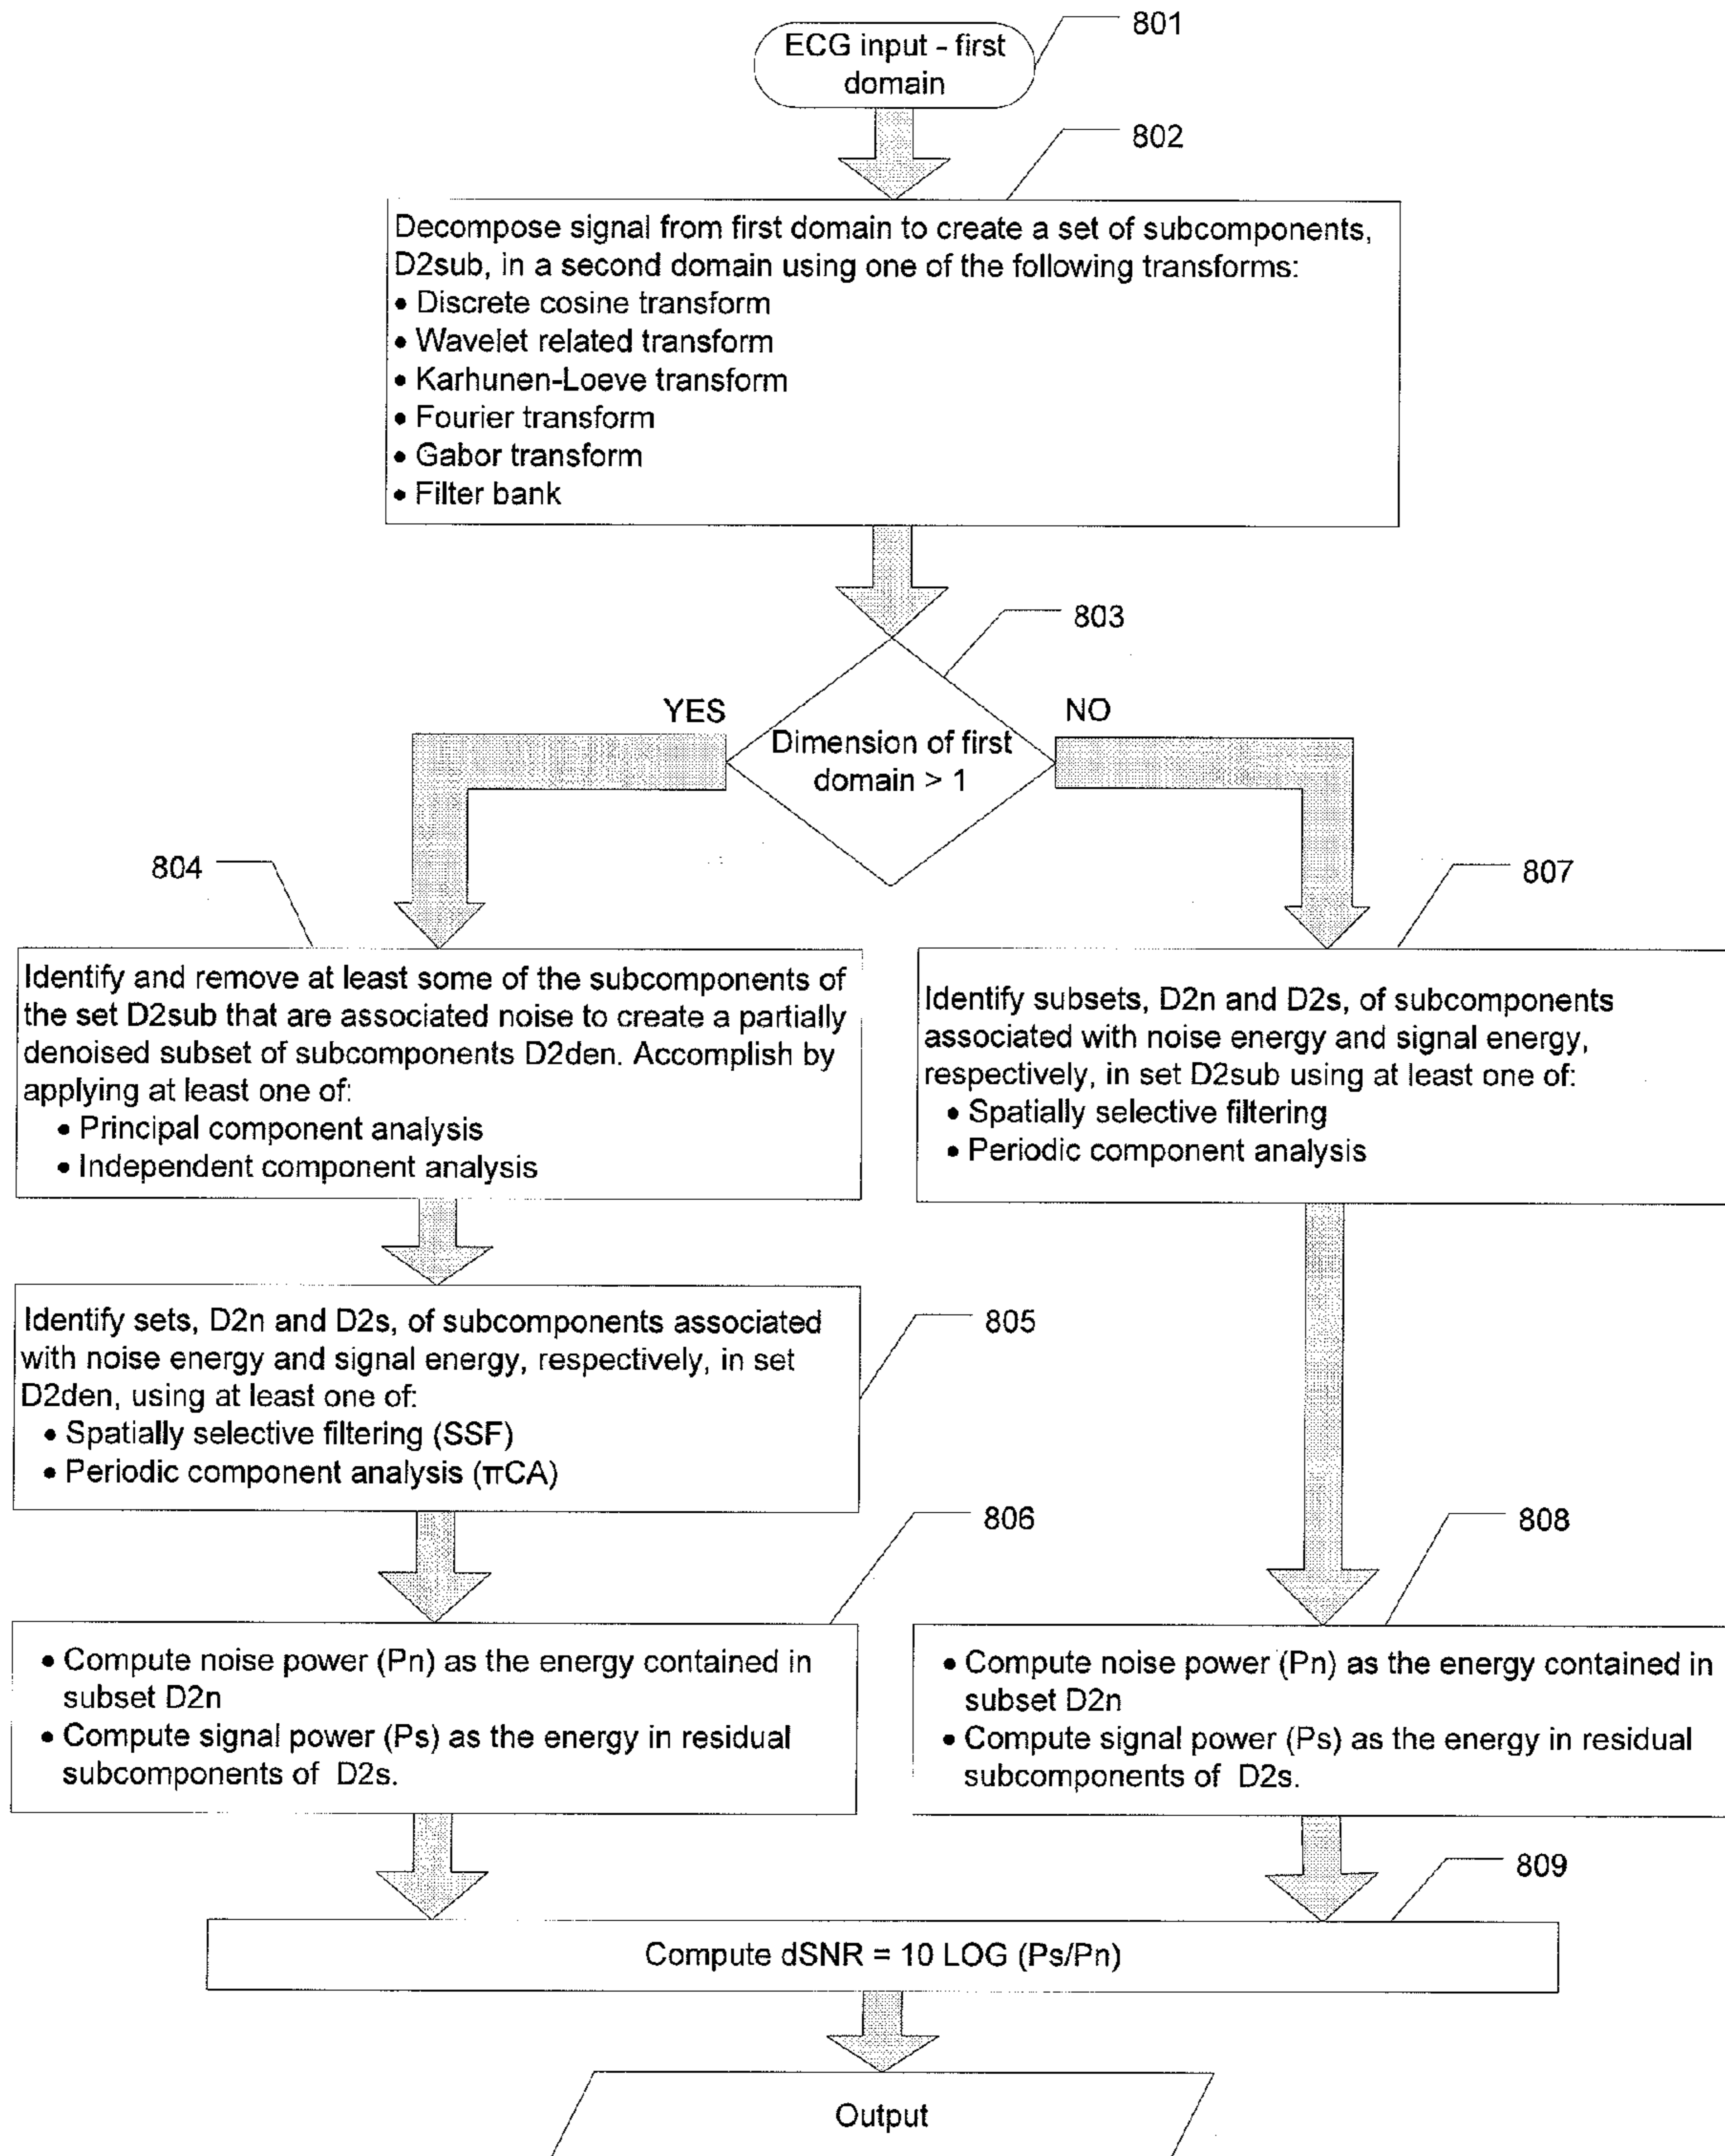 801
ECG input - first
domain
802
Decompose signal from first domain to create a set of subcomponents,
D2sub, in a second domain using one of the following transforms:
• Discrete cosine transform
• Wavelet related transform
• Karhunen-Loeve transform
• Fourier transform
• Gabor transform
• Filter bank
803
YES
NO
Dimension of first
domain > 1
804
807
Identify and remove at least some of the subcomponents of
the set D2sub that are associated noise to create a partially
denoised subset of subcomponents D2den. Accomplish by
applying at least one of:
• Principal component analysis
• Independent component analysis
Identify subsets, D2n and D2s, of subcomponents
associated with noise energy and signal energy,
respectively, in set D2sub using at least one of:
• Spatially selective filtering
• Periodic component analysis
805
Identify sets, D2n and D2s, of subcomponents associated
with noise energy and signal energy, respectively, in set
D2den, using at least one of:
• Spatially selective filtering (SSF)
• Periodic component analysis (πCA)
806
808
• Compute noise power (Pn) as the energy contained in
subset D2n
• Compute signal power (Ps) as the energy in residual
subcomponents of D2s.
• Compute noise power (Pn) as the energy contained in
subset D2n
• Compute signal power (Ps) as the energy in residual
subcomponents of D2s.
809
Compute dSNR = 10 LOG (Ps/Pn)
Output